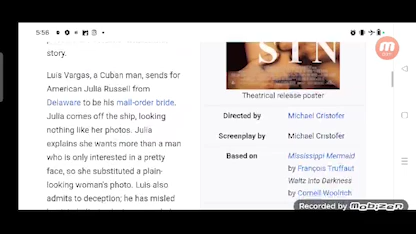 5:56
story.
Luis Vargas, a Cuban man, sends for
American Julia Russell from
Delaware to be his mail-order bride.
Julia comes off the ship, looking
nothing like her photos. Julia
explains she wants more than a man
who is only interested in a pretty
face, so she substituted a plain-
looking woman's photo. Luis also
admits to deception; he has misled
SIN
Theatrical release poster
Directed by Michael Cristofer
Screenplay by Michael Cristofer
Based on Mississippi Mermaid
by François Truffaut
Waltz into Darkness
by Cornell Woolrich
Recorded by Mobizen